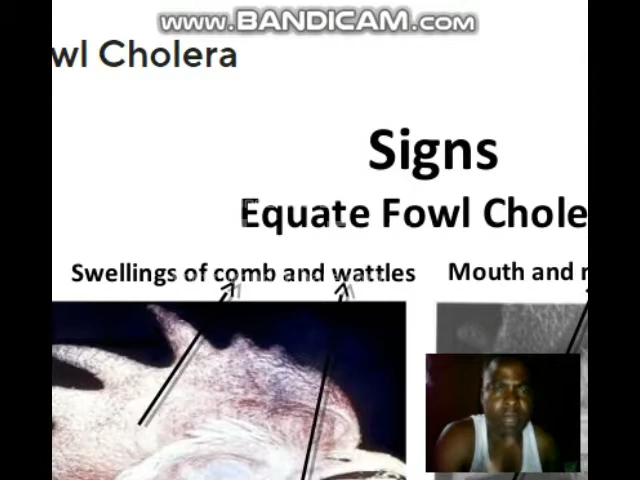 www.BANDICAM.com
wl Cholera
Signs
Equate Fowl Chole
Swellings of comb and wattles
Mouth and